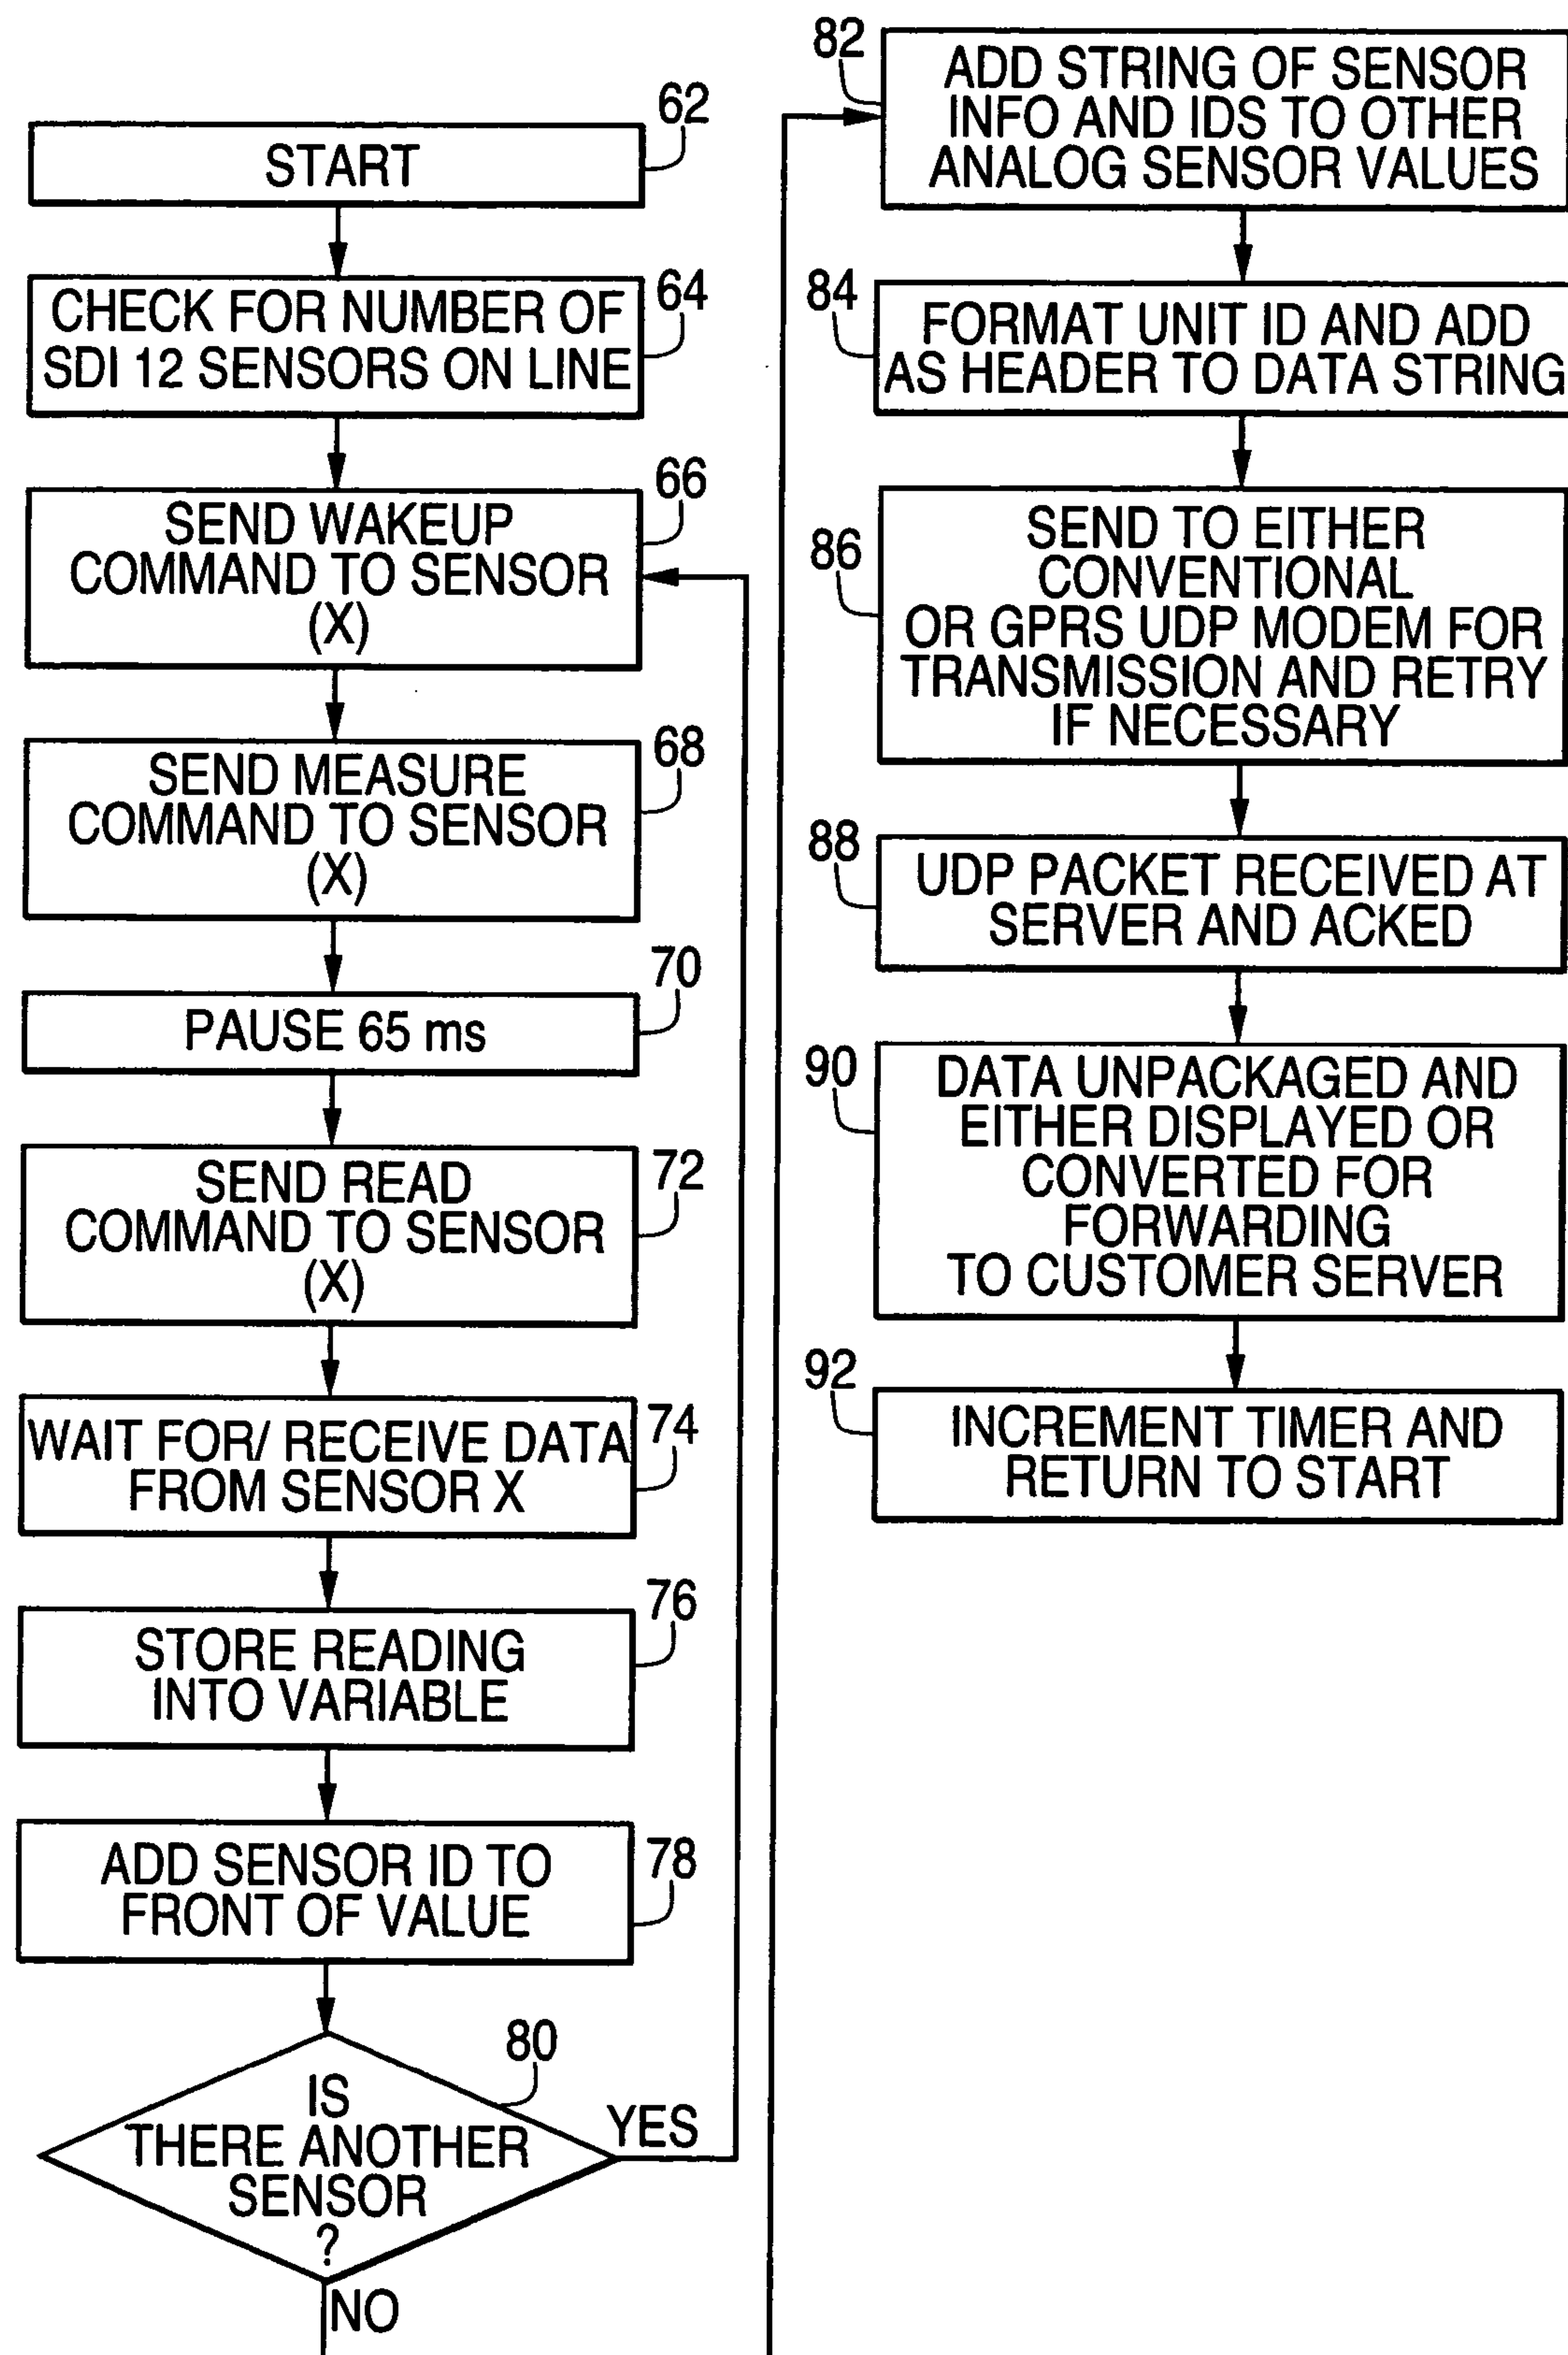 62
START
64
CHECK FOR NUMBER OF
SDI 12 SENSORS ON LINE
66
SEND WAKEUP
COMMAND TO SENSOR
(X)
68
SEND MEASURE
COMMAND TO SENSOR
(X)
70
PAUSE 65 ms
72
SEND READ
COMMAND TO SENSOR
(X)
74
WAIT FOR/ RECEIVE DATA
FROM SENSOR X
76
STORE READING
INTO VARIABLE
78
ADD SENSOR ID TO
FRONT OF VALUE
80
IS
THERE ANOTHER
SENSOR
?
YES
NO
82
ADD STRING OF SENSOR
INFO AND IDS TO OTHER
ANALOG SENSOR VALUES
84
FORMAT UNIT ID AND ADD
AS HEADER TO DATA STRING
86
SEND TO EITHER
CONVENTIONAL
OR GPRS UDP MODEM FOR
TRANSMISSION AND RETRY
IF NECESSARY
88
UDP PACKET RECEIVED AT
SERVER AND ACKED
90
DATA UNPACKAGED AND
EITHER DISPLAYED OR
CONVERTED FOR
FORWARDING
TO CUSTOMER SERVER
92
INCREMENT TIMER AND
RETURN TO START